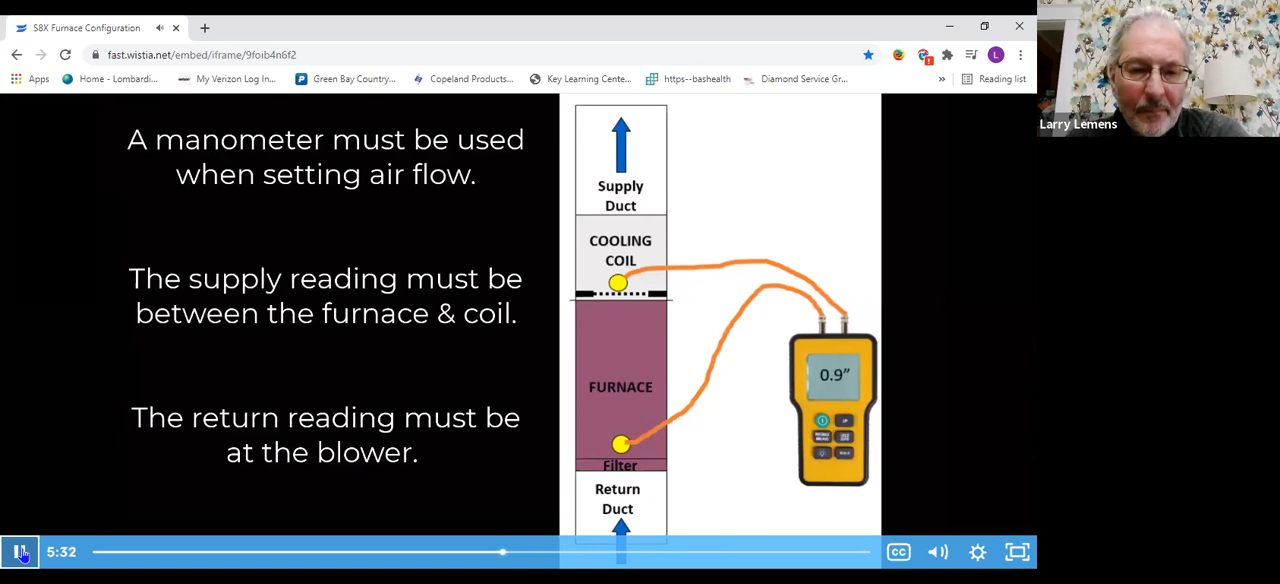 S8X Furnace Configuration
fast.wistia.net/embed/iframe/9foib4n6f2
Apps
Home - Lombardi...
My Verizon Log In...
Green Bay Country...
Copeland Products...
Key Learning Cente...
https--bashealth
Diamond Service Gr...
»
Reading list
L
Larry Lemens
A manometer must be used
when setting air flow.
The supply reading must be
between the furnace & coil.
The return reading must be
at the blower.
Supply
Duct
COOLING
COIL
FURNACE
Filter
Return
Duct
0.9"
5:32
CC